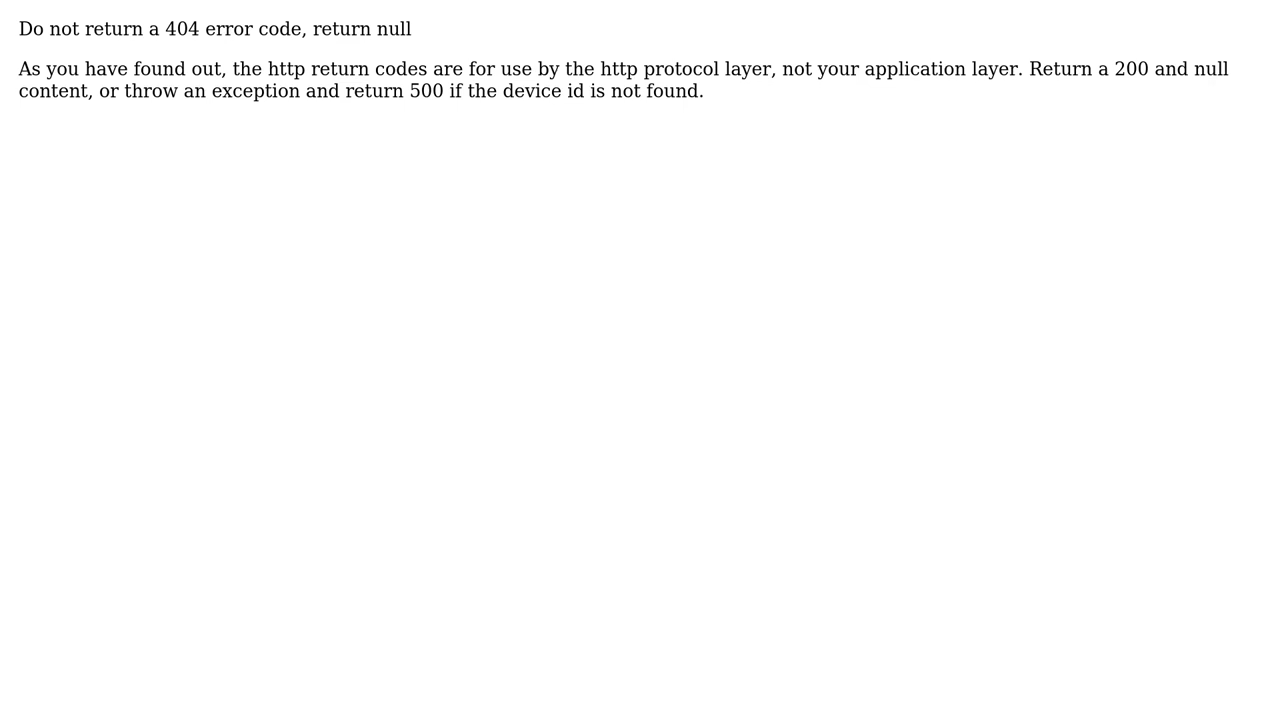 Do not return a 404 error code, return null
As you have found out, the http return codes are for use by the http protocol layer, not your application layer. Return a 200 and null
content, or throw an exception and return 500 if the device id is not found.